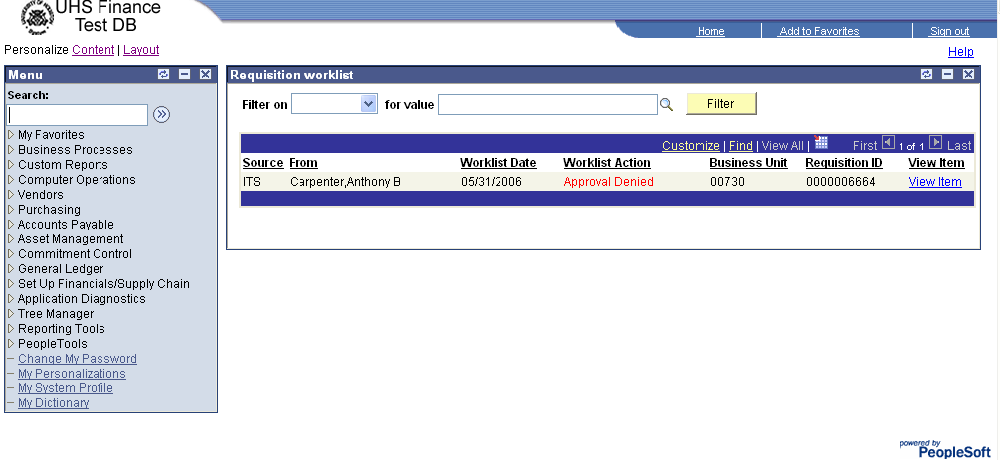 UHS Finance
Test DB
Home | Add to Favorites | Sign out
Personalize Content | Layout
Help
Menu
Search:
My Favorites
Business Processes
Custom Reports
Computer Operations
Vendors
Purchasing
Accounts Payable
Asset Management
Commitment Control
General Ledger
Set Up Financials/Supply Chain
Application Diagnostics
Tree Manager
Reporting Tools
PeopleTools
Change My Password
My Personalizations
My System Profile
My Dictionary
Requisition worklist
Filter on for value Filter
Customize | Find | View All | First 1 of 1 Last
Source From Worklist Date Worklist Action Business Unit Requisition ID View Item
ITS Carpenter,Anthony B 05/31/2006 Approval Denied 00730 0000006664 View Item
powered by
PeopleSoft